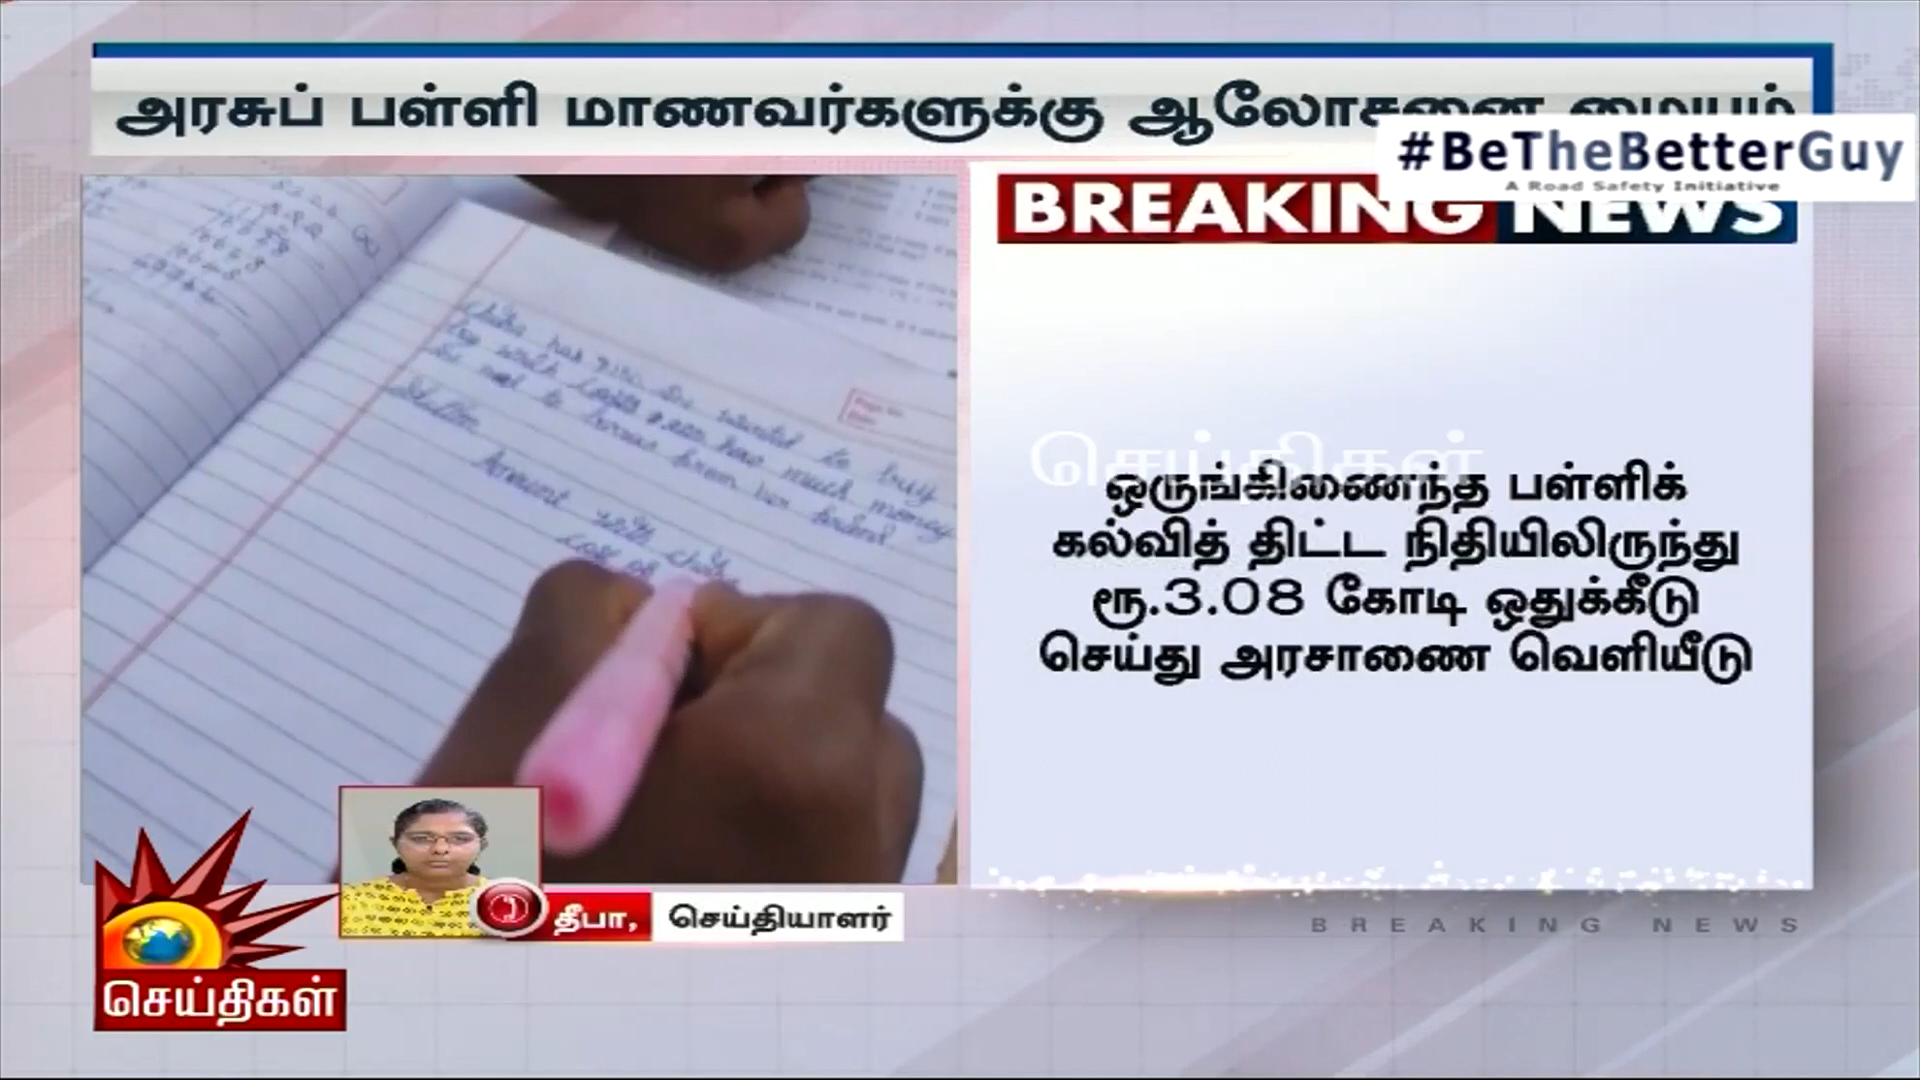 அரசுப் பள்ளி மாணவர்களுக்கு ஆலோசனை மையம்
#BeTheBetterGuy
A Road Safety Initiative
BREAKING NEWS
செய்திகள்
ஒருங்கிணைந்த பள்ளிக்
கல்வித் திட்ட நிதியிலிருந்து
ரூ.3.08 கோடி ஒதுக்கீடு
செய்து அரசாணை வெளியீடு
தீபா, செய்தியாளர்
BREAKING NEWS
செய்திகள்